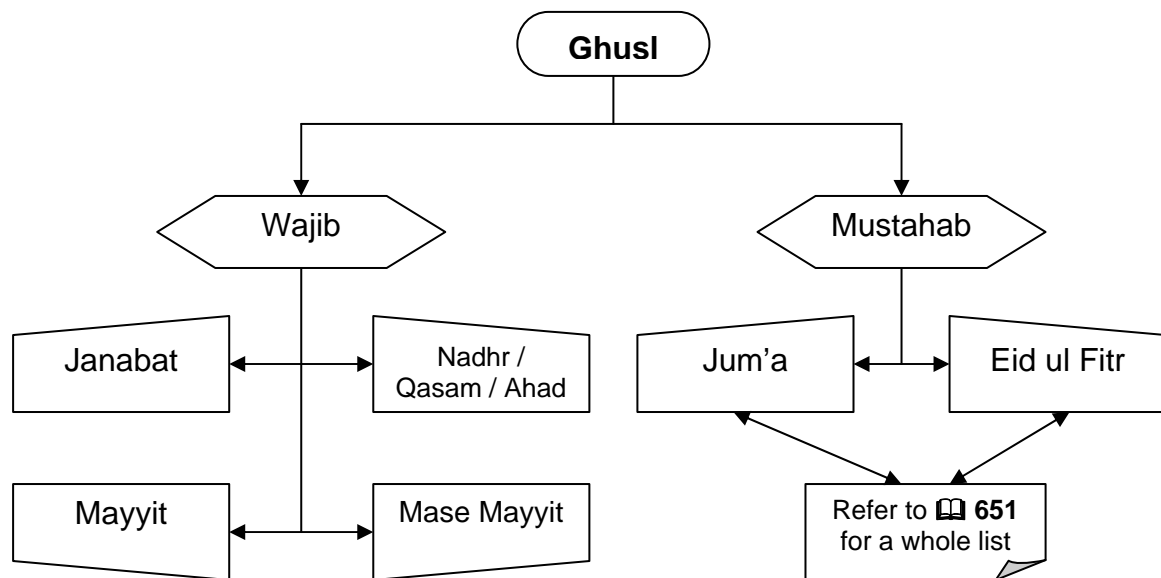 Ghusl
Wajib
Mustahab
Janabat
Nadhr /
Qasam / Ahad
Jum’a
Eid ul Fitr
Mayyit
Mase Mayyit
Refer to 🕮 651
for a whole list